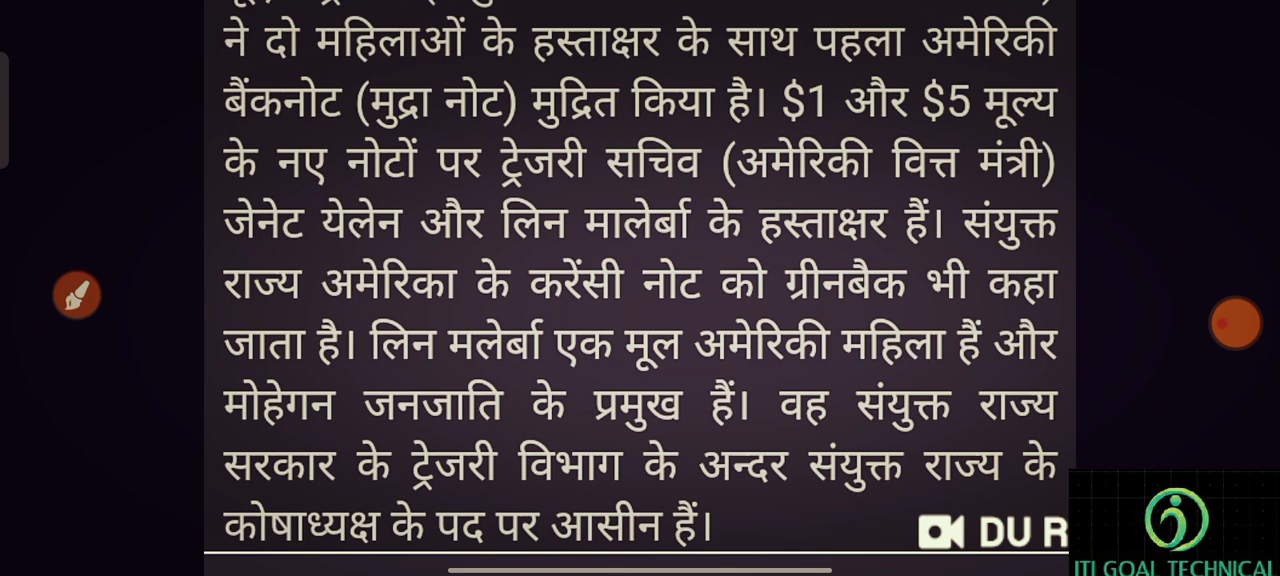 ने दो महिलाओं के हस्ताक्षर के साथ पहला अमेरिकी
बैंकनोट (मुद्रा नोट) मुद्रित किया है। $1 और $5 मूल्य
के नए नोटों पर ट्रेजरी सचिव (अमेरिकी वित्त मंत्री)
जेनेट येलेन और लिन मालेर्बा के हस्ताक्षर हैं। संयुक्त
राज्य अमेरिका के करेंसी नोट को ग्रीनबैक भी कहा
जाता है। लिन मलेर्बा एक मूल अमेरिकी महिला हैं और
मोहेगन जनजाति के प्रमुख हैं। वह संयुक्त राज्य
सरकार के ट्रेजरी विभाग के अन्दर संयुक्त राज्य के
कोषाध्यक्ष के पद पर आसीन हैं।
DU R
ITI GOAL TECHNICAL